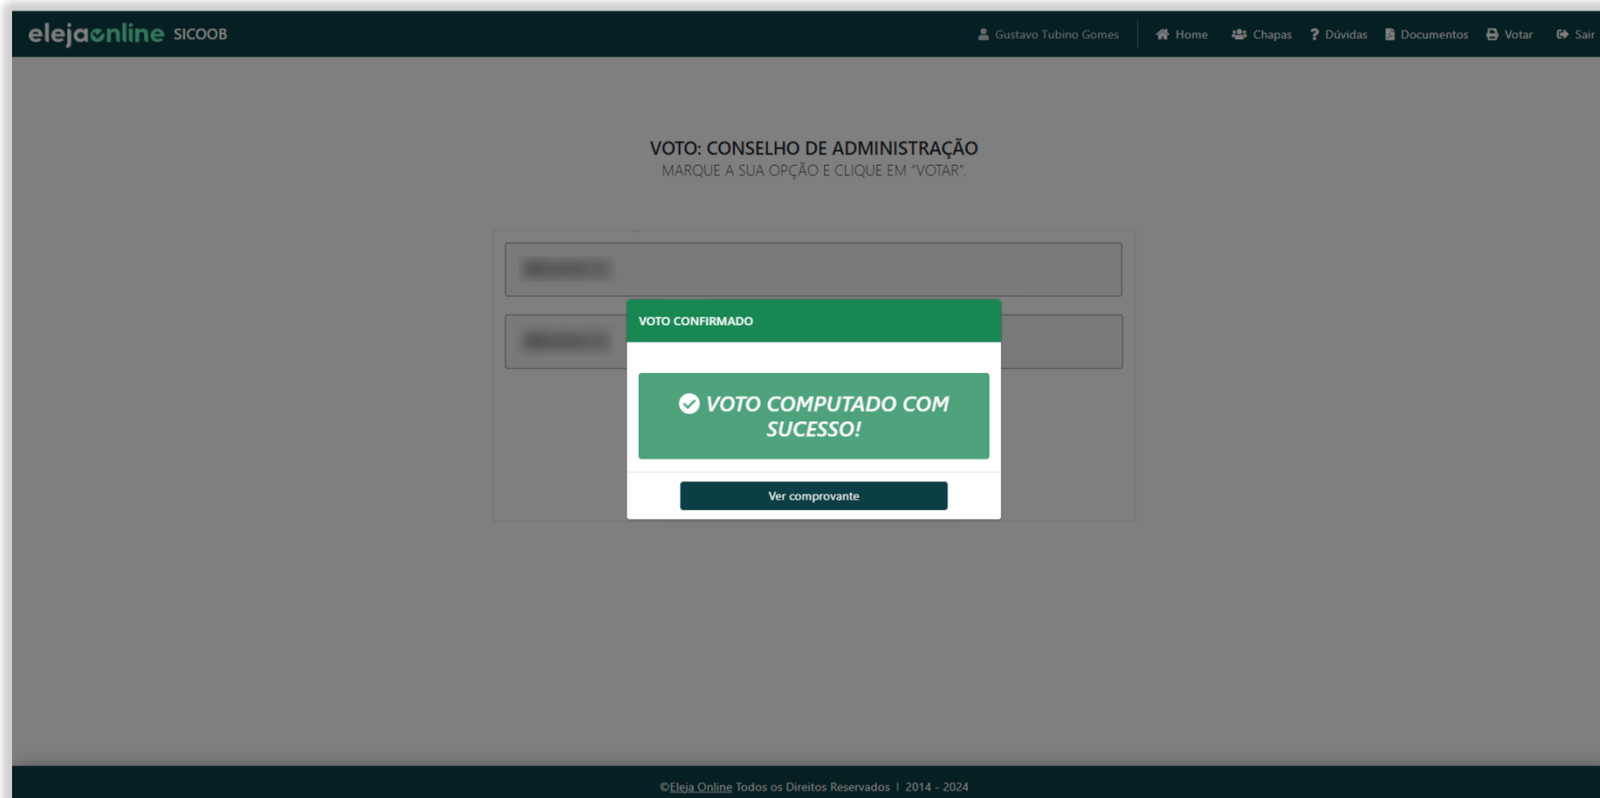 elejaonline SICOOB
Gustavo Tubino Gomes
Home
Chapas
? Dúvidas
Documentos
Votar
Sair
VOTO: CONSELHO DE ADMINISTRAÇÃO
MARQUE A SUA OPÇÃO E CLIQUE EM "VOTAR".
VOTO CONFIRMADO
VOTO COMPUTADO COM
SUCESSO!
Ver comprovante
©Eleja Online Todos os Direitos Reservados | 2014 - 2024